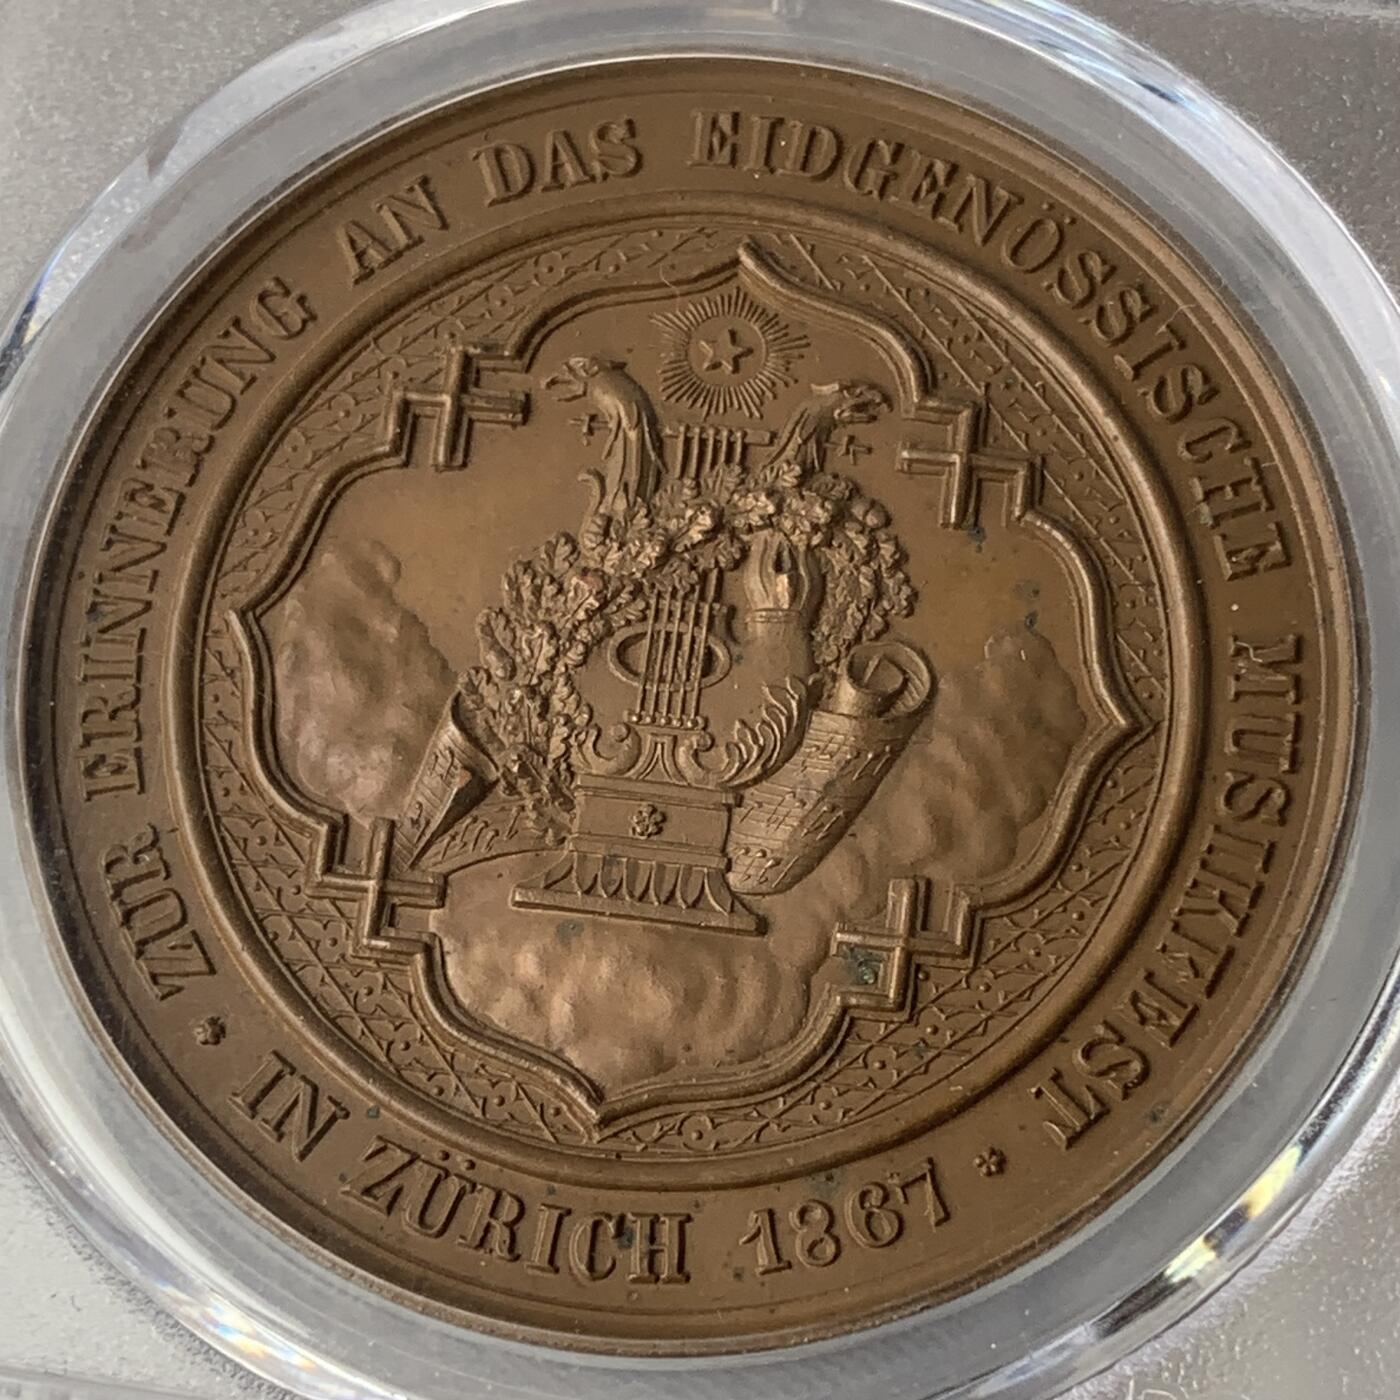 ZUR ERINNERUNG AN DAS EIDGENÖSSISCHE MUSIKFEST
* IN ZÜRICH 1867 *